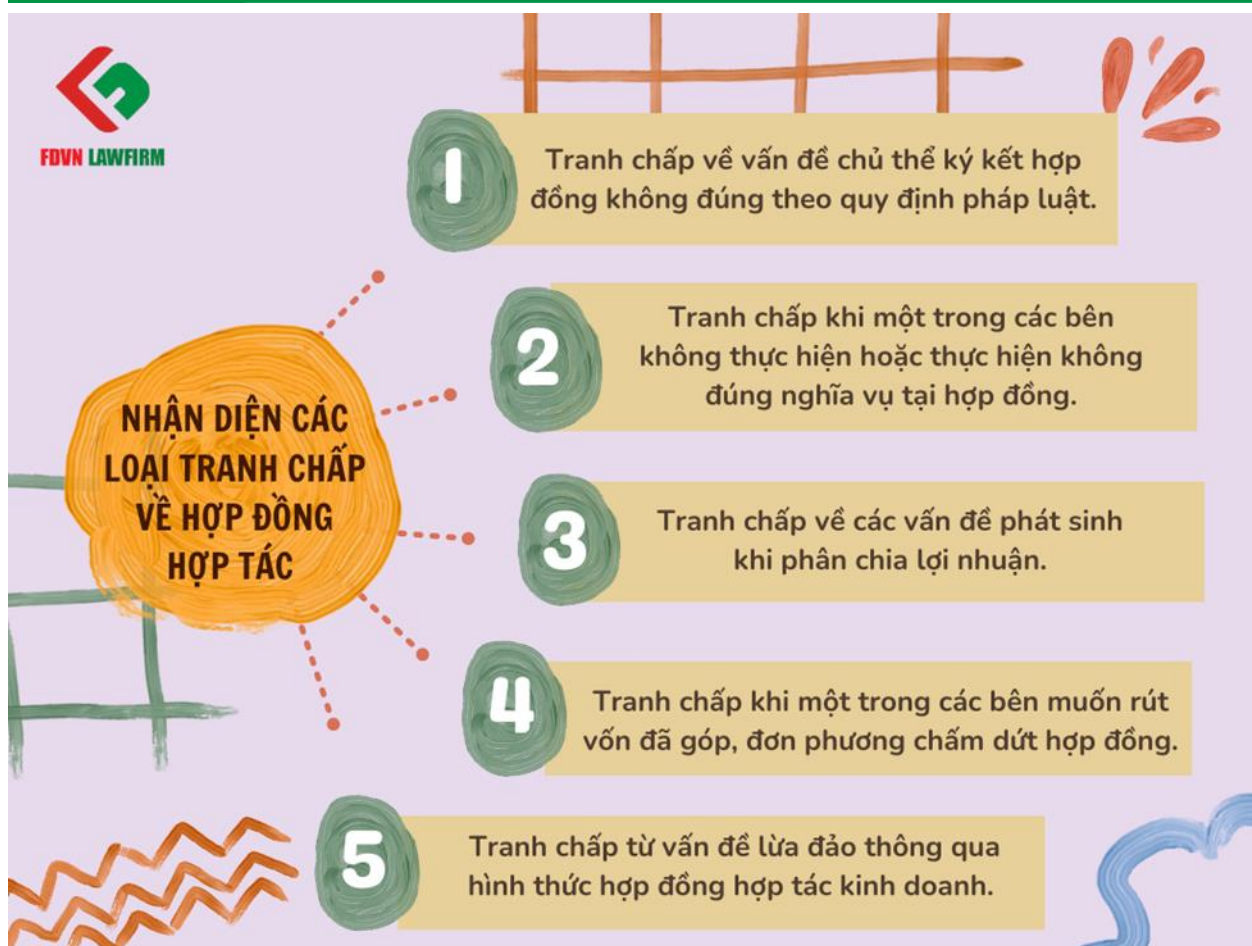 FDVN LAWFIRM
NHẬN DIỆN CÁC
LOẠI TRANH CHẤP
VỀ HỢP ĐỒNG
HỢP TÁC
1
Tranh chấp về vấn đề chủ thể ký kết hợp
đồng không đúng theo quy định pháp luật.
2
Tranh chấp khi một trong các bên
không thực hiện hoặc thực hiện không
đúng nghĩa vụ tại hợp đồng.
3
Tranh chấp về các vấn đề phát sinh
khi phân chia lợi nhuận.
4
Tranh chấp khi một trong các bên muốn rút
vốn đã góp, đơn phương chấm dứt hợp đồng.
5
Tranh chấp từ vấn đề lừa đảo thông qua
hình thức hợp đồng hợp tác kinh doanh.